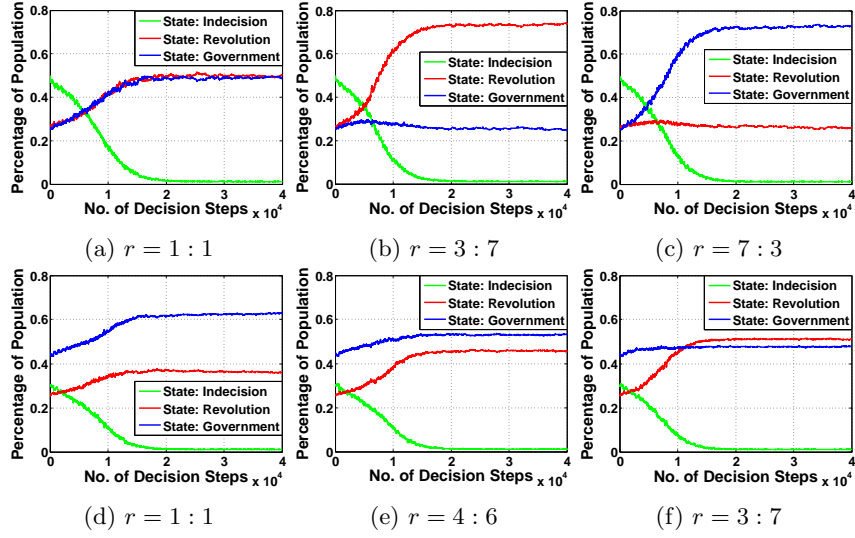 Percentage of Population
0.8
0.6
0.4
0.2
0
State: Indecision
State: Revolution
State: Government
0 1 2 3 4
No. of Decision Steps x 10^4
(a) r = 1 : 1
Percentage of Population
0.8
0.6
0.4
0.2
0
State: Indecision
State: Revolution
State: Government
0 1 2 3 4
No. of Decision Steps x 10^4
(b) r = 3 : 7
Percentage of Population
0.8
0.6
0.4
0.2
0
State: Indecision
State: Revolution
State: Government
0 1 2 3 4
No. of Decision Steps x 10^4
(c) r = 7 : 3
Percentage of Population
0.8
0.6
0.4
0.2
0
State: Indecision
State: Revolution
State: Government
0 1 2 3 4
No. of Decision Steps x 10^4
(d) r = 1 : 1
Percentage of Population
0.8
0.6
0.4
0.2
0
State: Indecision
State: Revolution
State: Government
0 1 2 3 4
No. of Decision Steps x 10^4
(e) r = 4 : 6
Percentage of Population
0.8
0.6
0.4
0.2
0
State: Indecision
State: Revolution
State: Government
0 1 2 3 4
No. of Decision Steps x 10^4
(f) r = 3 : 7